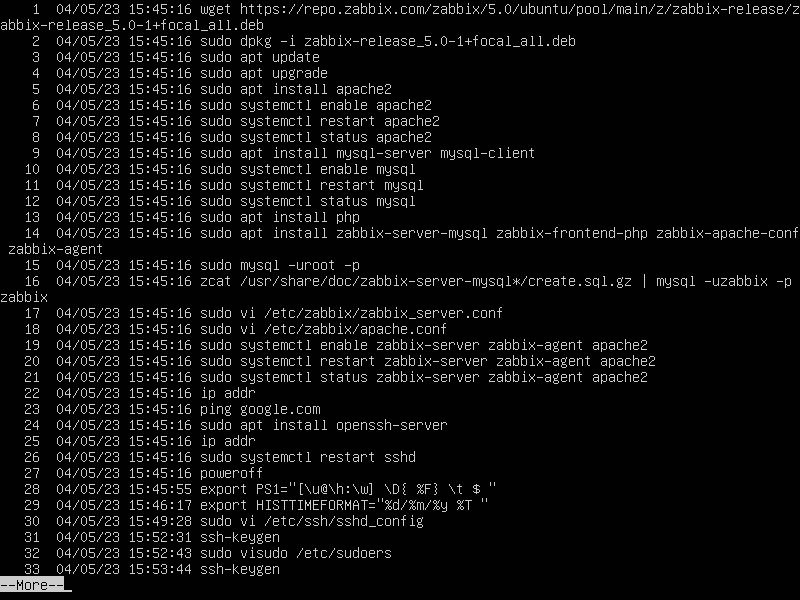 1  04/05/23 15:45:16 wget https://repo.zabbix.com/zabbix/5.0/ubuntu/pool/main/z/zabbix-release/z
abbix-release_5.0-1+focal_all.deb
    2  04/05/23 15:45:16 sudo dpkg -i zabbix-release_5.0-1+focal_all.deb
    3  04/05/23 15:45:16 sudo apt update
    4  04/05/23 15:45:16 sudo apt upgrade
    5  04/05/23 15:45:16 sudo apt install apache2
    6  04/05/23 15:45:16 sudo systemctl enable apache2
    7  04/05/23 15:45:16 sudo systemctl restart apache2
    8  04/05/23 15:45:16 sudo systemctl status apache2
    9  04/05/23 15:45:16 sudo apt install mysql-server mysql-client
   10  04/05/23 15:45:16 sudo systemctl enable mysql
   11  04/05/23 15:45:16 sudo systemctl restart mysql
   12  04/05/23 15:45:16 sudo systemctl status mysql
   13  04/05/23 15:45:16 sudo apt install php
   14  04/05/23 15:45:16 sudo apt install zabbix-server-mysql zabbix-frontend-php zabbix-apache-conf
 zabbix-agent
   15  04/05/23 15:45:16 sudo mysql -uroot -p
   16  04/05/23 15:45:16 zcat /usr/share/doc/zabbix-server-mysql*/create.sql.gz | mysql -uzabbix -p
zabbix
   17  04/05/23 15:45:16 sudo vi /etc/zabbix/zabbix_server.conf
   18  04/05/23 15:45:16 sudo vi /etc/zabbix/apache.conf
   19  04/05/23 15:45:16 sudo systemctl enable zabbix-server zabbix-agent apache2
   20  04/05/23 15:45:16 sudo systemctl restart zabbix-server zabbix-agent apache2
   21  04/05/23 15:45:16 sudo systemctl status zabbix-server zabbix-agent apache2
   22  04/05/23 15:45:16 ip addr
   23  04/05/23 15:45:16 ping google.com
   24  04/05/23 15:45:16 sudo apt install openssh-server
   25  04/05/23 15:45:16 ip addr
   26  04/05/23 15:45:16 sudo systemctl restart sshd
   27  04/05/23 15:45:16 poweroff
   28  04/05/23 15:45:55 export PS1="[\u@\h:\w] \D{ %F} \t $ "
   29  04/05/23 15:46:17 export HISTTIMEFORMAT="%d/%m/%y %T "
   30  04/05/23 15:49:28 sudo vi /etc/ssh/sshd_config
   31  04/05/23 15:52:31 ssh-keygen
   32  04/05/23 15:52:43 sudo visudo /etc/sudoers
   33  04/05/23 15:53:44 ssh-keygen
--More--